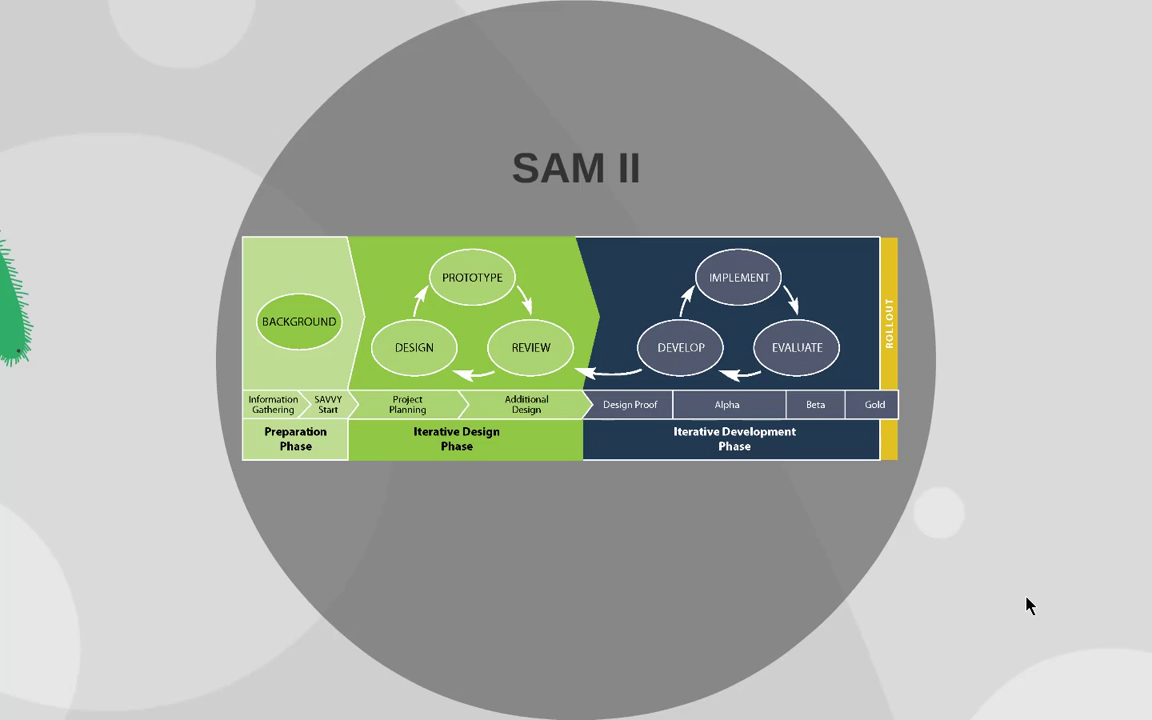 SAM II
BACKGROUND
PROTOTYPE
DESIGN
REVIEW
IMPLEMENT
DEVELOP
EVALUATE
ROLLOUT
Information
Gathering
SAVVY
Start
Project
Planning
Additional
Design
Design Proof
Alpha
Beta
Gold
Preparation
Phase
Iterative Design
Phase
Iterative Development
Phase